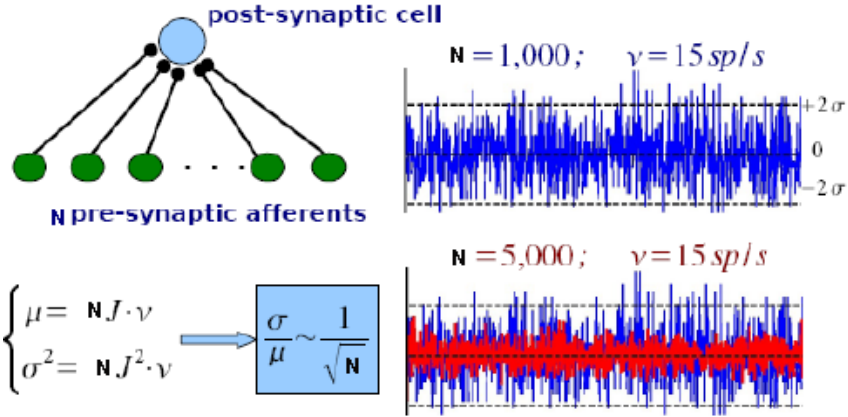 post-synaptic cell
N pre-synaptic afferents
μ = N J · ν
σ² = N J² · ν
σ/μ ~ 1/√N
N = 1,000 ; ν = 15 sp/s
+2 σ
0
−2 σ
N = 5,000 ; ν = 15 sp/s